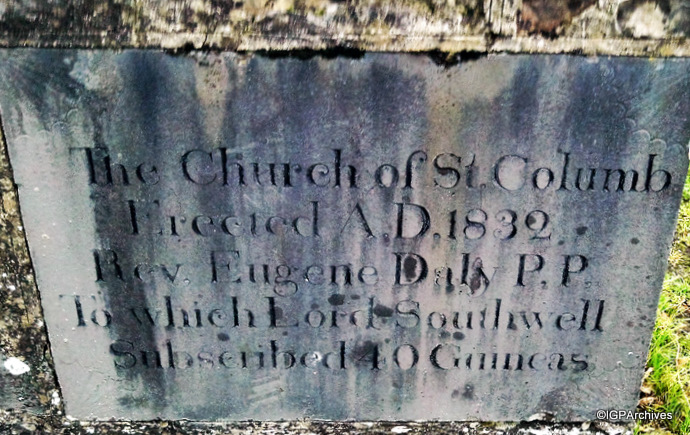 The Church of St. Columb
Erected A.D. 1832.
Rev. Eugene Daly P.P.
To which Lord Southwell
Subscribed 40 Guineas
©IGPArchives